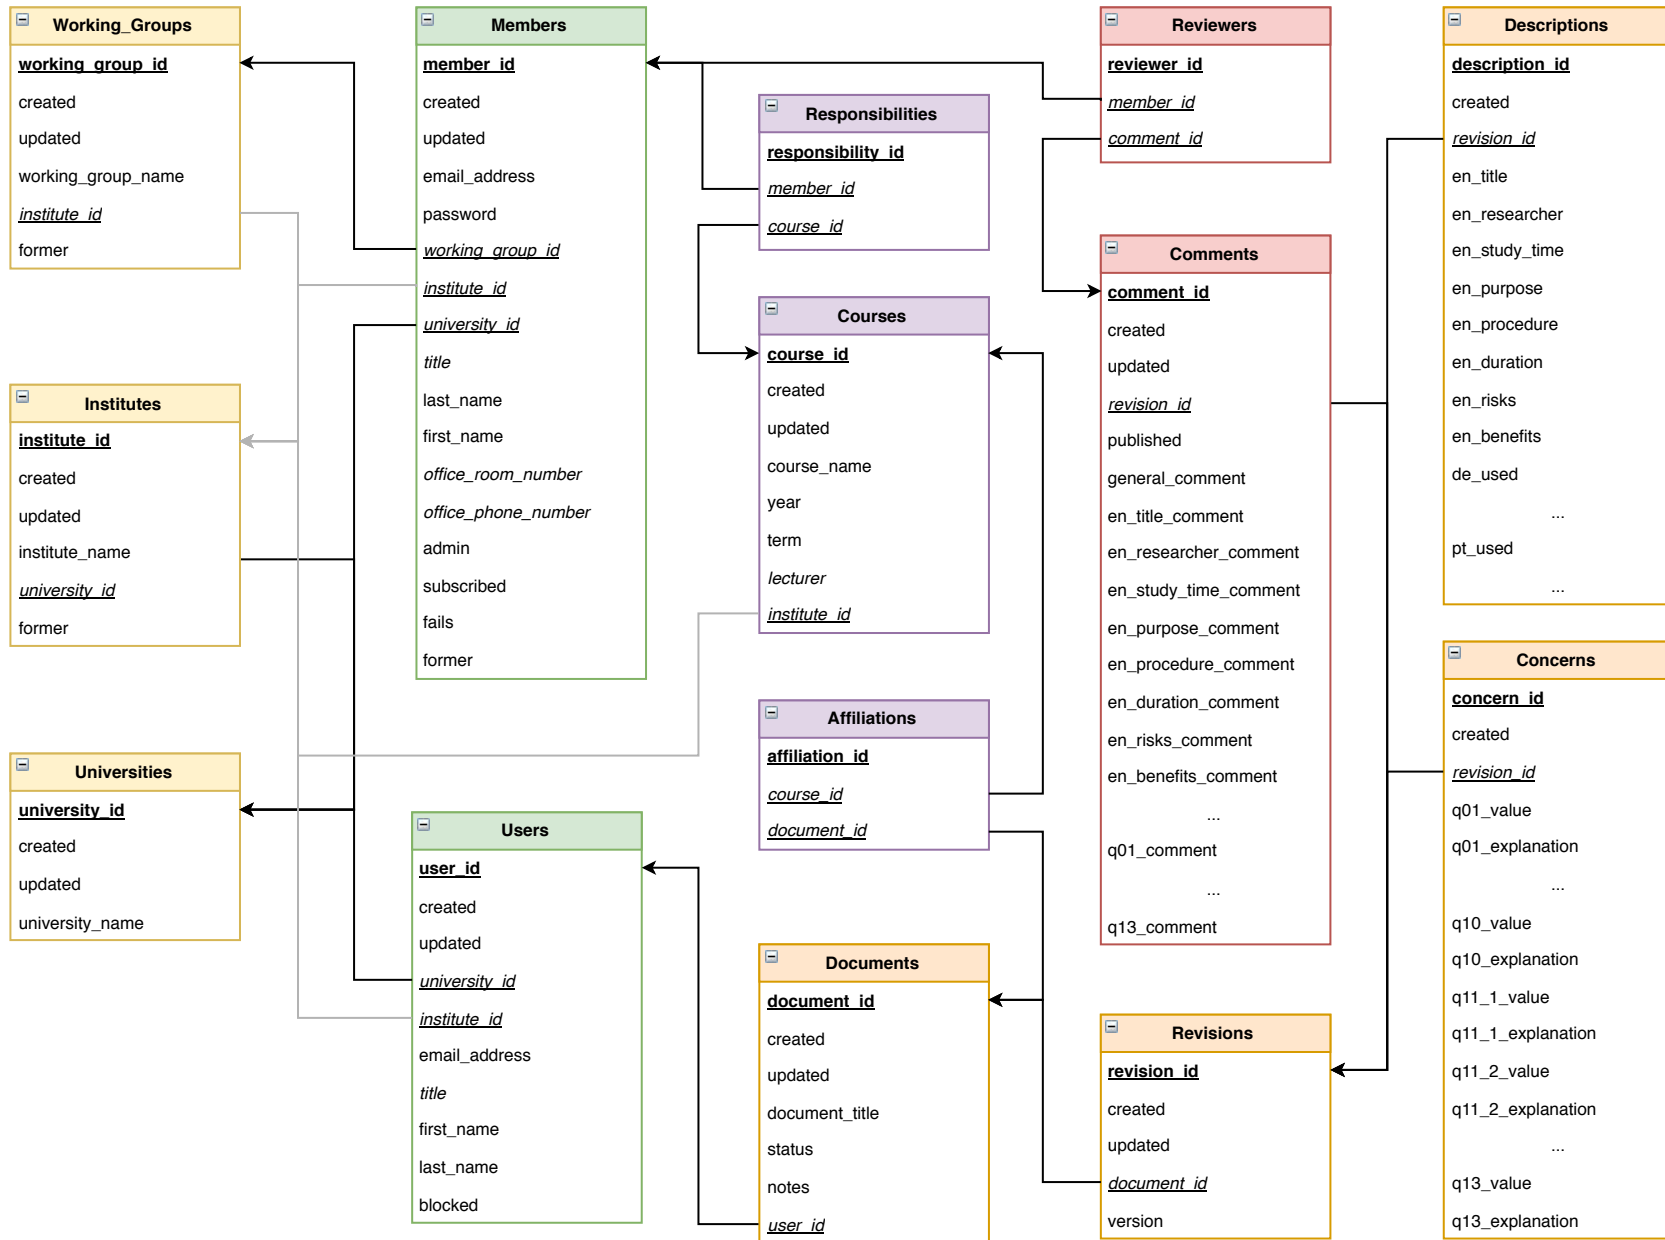 Working_Groups
working_group_id
created
updated
working_group_name
institute_id
former
Institutes
institute_id
created
updated
institute_name
university_id
former
Universities
university_id
created
updated
university_name
Members
member_id
created
updated
email_address
password
working_group_id
institute_id
university_id
title
last_name
first_name
office_room_number
office_phone_number
admin
subscribed
fails
former
Users
user_id
created
updated
university_id
institute_id
email_address
title
first_name
last_name
blocked
Responsibilities
responsibility_id
member_id
course_id
Courses
course_id
created
updated
course_name
year
term
lecturer
institute_id
Affiliations
affiliation_id
course_id
document_id
Documents
document_id
created
updated
document_title
status
notes
user_id
Reviewers
reviewer_id
member_id
comment_id
Comments
comment_id
created
updated
revision_id
published
general_comment
en_title_comment
en_researcher_comment
en_study_time_comment
en_purpose_comment
en_procedure_comment
en_duration_comment
en_risks_comment
en_benefits_comment
...
q01_comment
...
q13_comment
Revisions
revision_id
created
updated
document_id
version
Descriptions
description_id
created
revision_id
en_title
en_researcher
en_study_time
en_purpose
en_procedure
en_duration
en_risks
en_benefits
de_used
...
pt_used
...
Concerns
concern_id
created
revision_id
q01_value
q01_explanation
...
q10_value
q10_explanation
q11_1_value
q11_1_explanation
q11_2_value
q11_2_explanation
...
q13_value
q13_explanation